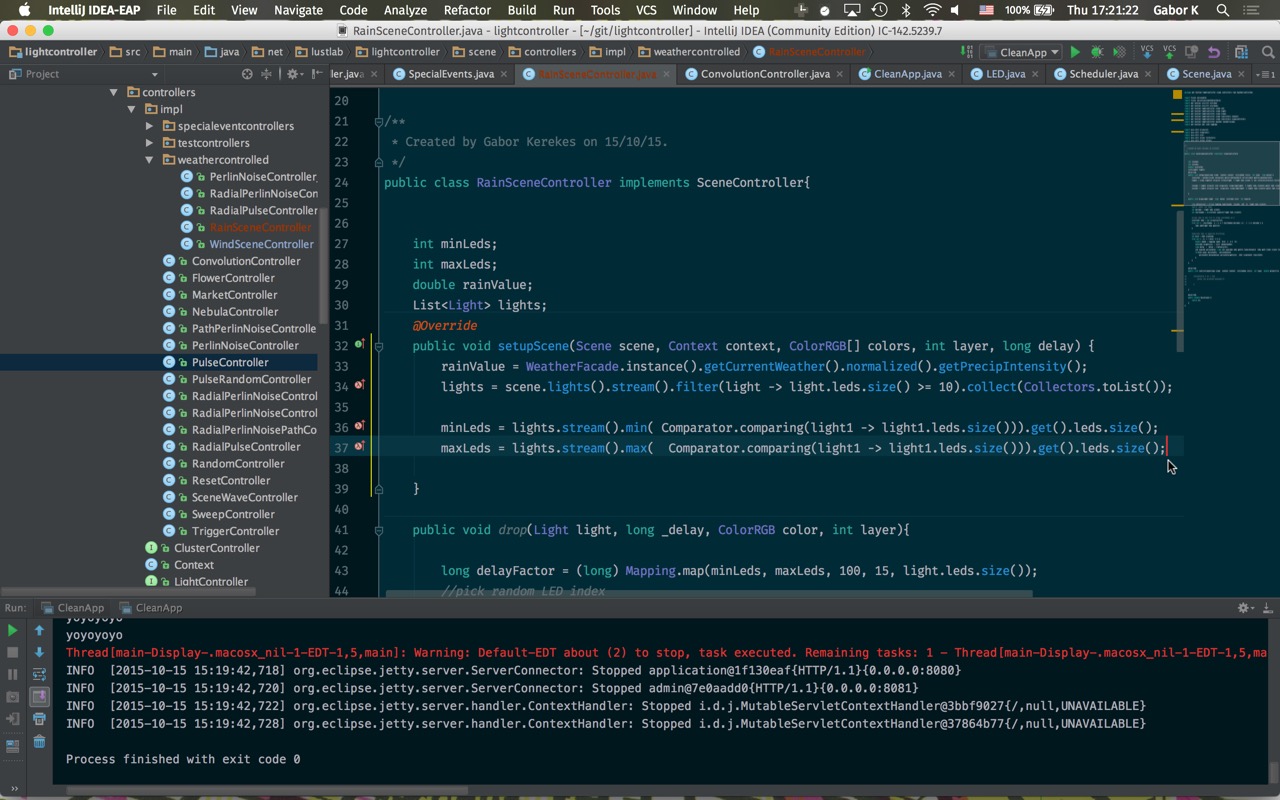 IntelliJ IDEA-EAP File Edit View Navigate Code Analyze Refactor Build Run Tools VCS Window Help 100% Thu 17:21:22 Gabor K
RainSceneController.java - lightcontroller - [~/git/lightcontroller] - IntelliJ IDEA (Community Edition) IC-142.5239.7
lightcontroller src main java net lustlab lightcontroller scene controllers impl weathercontrolled RainSceneController CleanApp VCS VCS
Project
ler.java SpecialEvents.java RainSceneController.java ConvolutionController.java CleanApp.java LED.java Scheduler.java Scene.java
controllers
impl
specialeventcontrollers
testcontrollers
weathercontrolled
PerlinNoiseController
RadialPerlinNoiseCon
RadialPulseController
RainSceneController
WindSceneController
ConvolutionController
FlowerController
MarketController
NebulaController
PathPerlinNoiseControlle
PerlinNoiseController
PulseController
PulseRandomController
RadialPerlinNoiseControl
RadialPerlinNoiseControl
RadialPerlinNoisePathCo
RadialPulseController
RandomController
ResetController
SceneWaveController
SweepController
TriggerController
ClusterController
Context
LightController
20
21 /**
22 * Created by Gabor Kerekes on 15/10/15.
23 */
24 public class RainSceneController implements SceneController{
25
26
27 int minLeds;
28 int maxLeds;
29 double rainValue;
30 List<Light> lights;
31 @Override
32 public void setupScene(Scene scene, Context context, ColorRGB[] colors, int layer, long delay) {
33 rainValue = WeatherFacade.instance().getCurrentWeather().normalized().getPrecipIntensity();
34 lights = scene.lights().stream().filter(light -> light.leds.size() >= 10).collect(Collectors.toList());
35
36 minLeds = lights.stream().min( Comparator.comparing(light1 -> light1.leds.size())).get().leds.size();
37 maxLeds = lights.stream().max(  Comparator.comparing(light1 -> light1.leds.size())).get().leds.size();
38
39 }
40
41 public void drop(Light light, long _delay, ColorRGB color, int layer){
42
43 long delayFactor = (long) Mapping.map(minLeds, maxLeds, 100, 15, light.leds.size());
44 //pick random LED index
Run: CleanApp CleanApp
yoyoyoyo
yoyoyoyo
Thread[main-Display-.macosx_nil-1-EDT-1,5,main]: Warning: Default-EDT about (2) to stop, task executed. Remaining tasks: 1 - Thread[main-Display-.macosx_nil-1-EDT-1,5,ma
INFO  [2015-10-15 15:19:42,718] org.eclipse.jetty.server.ServerConnector: Stopped application@1f130eaf{HTTP/1.1}{0.0.0.0:8080}
INFO  [2015-10-15 15:19:42,720] org.eclipse.jetty.server.ServerConnector: Stopped admin@7e0aadd0{HTTP/1.1}{0.0.0.0:8081}
INFO  [2015-10-15 15:19:42,722] org.eclipse.jetty.server.handler.ContextHandler: Stopped i.d.j.MutableServletContextHandler@3bbf9027{/,null,UNAVAILABLE}
INFO  [2015-10-15 15:19:42,728] org.eclipse.jetty.server.handler.ContextHandler: Stopped i.d.j.MutableServletContextHandler@37864b77{/,null,UNAVAILABLE}
Process finished with exit code 0